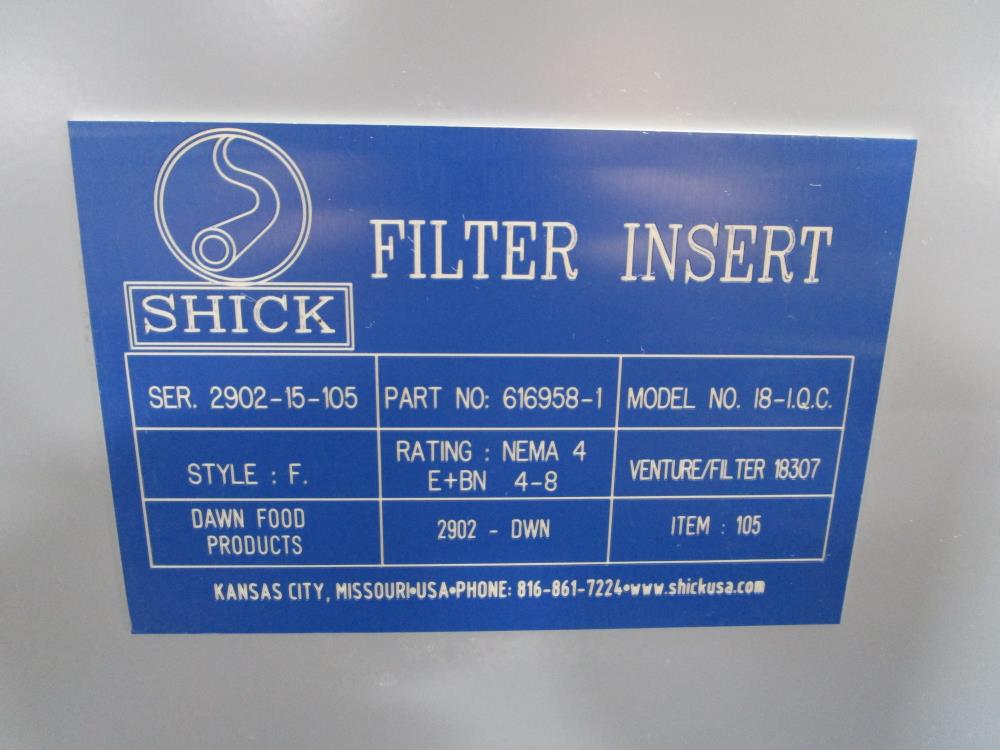 FILTER INSERT
SHICK
SER. 2902-15-105 PART NO: 616958-1 MODEL NO. 18-I.Q.C.
STYLE : F. RATING : NEMA 4 VENTURE/FILTER 18307
E+BN 4-8
DAWN FOOD 2902 - DWN ITEM : 105
PRODUCTS
KANSAS CITY, MISSOURI•USA•PHONE: 816-861-7224•www.shickusa.com